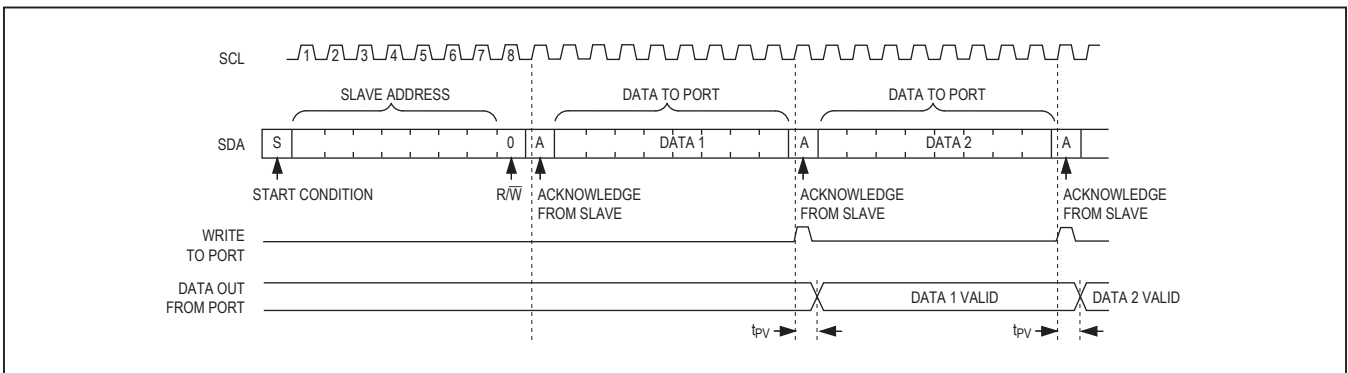 SCL 1 2 3 4 5 6 7 8
SLAVE ADDRESS DATA TO PORT DATA TO PORT
SDA S 0 A DATA 1 A DATA 2 A
START CONDITION R/W̅ ACKNOWLEDGE FROM SLAVE ACKNOWLEDGE FROM SLAVE ACKNOWLEDGE FROM SLAVE
WRITE
TO PORT
DATA OUT
FROM PORT
DATA 1 VALID DATA 2 VALID
tPV tPV